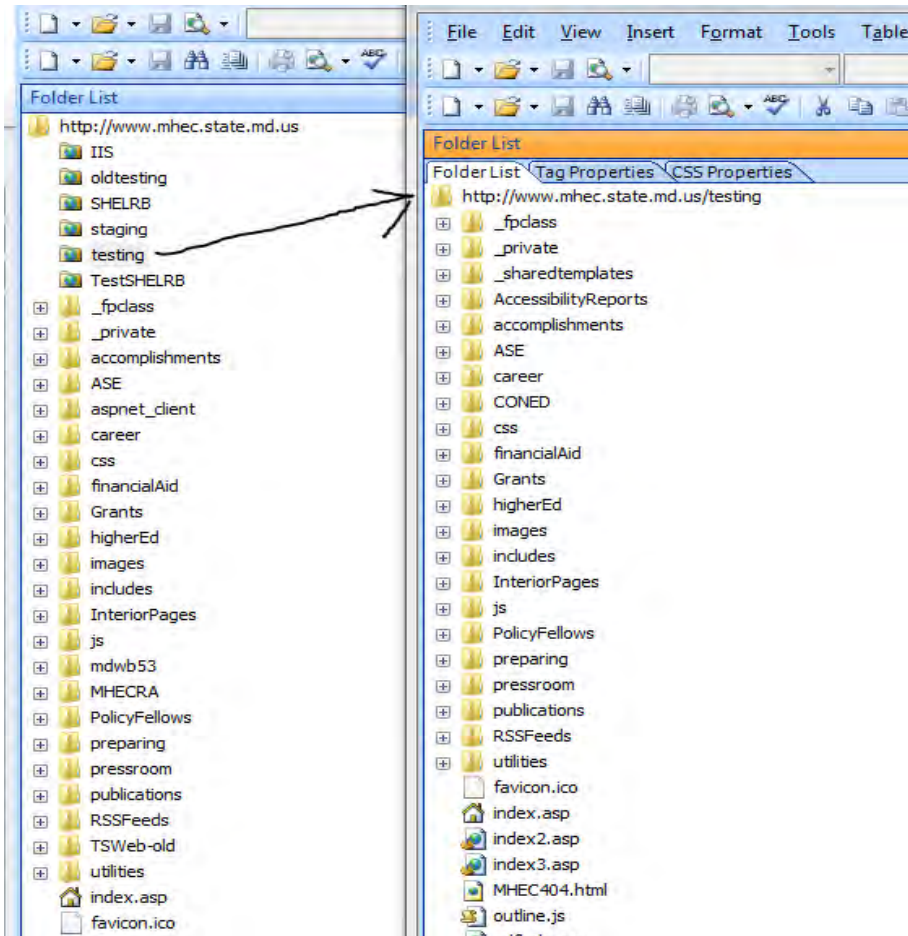 Folder List
http://www.mhec.state.md.us
IIS
oldtesting
SHELRB
staging
testing
TestSHELRB
_fpclass
_private
accomplishments
ASE
aspnet_client
career
css
financialAid
Grants
higherEd
images
includes
InteriorPages
js
mdwb53
MHECRA
PolicyFellows
preparing
pressroom
publications
RSSFeeds
TSWeb-old
utilities
index.asp
favicon.ico
File Edit View Insert Format Tools Table
Folder List
Folder List Tag Properties CSS Properties
http://www.mhec.state.md.us/testing
_fpclass
_private
_sharedtemplates
AccessibilityReports
accomplishments
ASE
career
CONED
css
financialAid
Grants
higherEd
images
includes
InteriorPages
js
PolicyFellows
preparing
pressroom
publications
RSSFeeds
utilities
favicon.ico
index.asp
index2.asp
index3.asp
MHEC404.html
outline.js